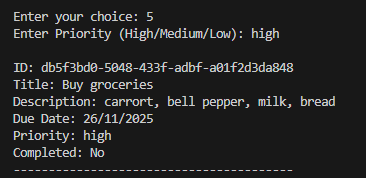 Enter your choice: 5
Enter Priority (High/Medium/Low): high
ID: db5f3bd0-5048-433f-adbf-a01f2d3da848
Title: Buy groceries
Description: carrort, bell pepper, milk, bread
Due Date: 26/11/2025
Priority: high
Completed: No
----------------------------------------